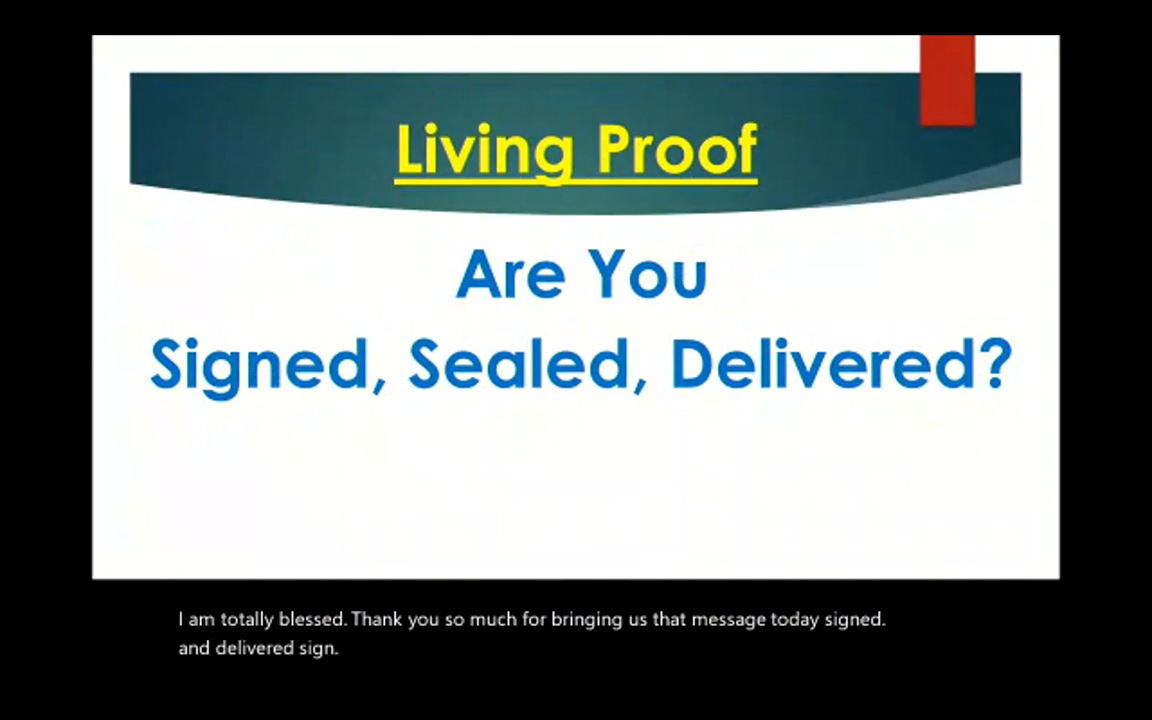 Living Proof
Are You
Signed, Sealed, Delivered?
I am totally blessed. Thank you so much for bringing us that message today signed.
and delivered sign.